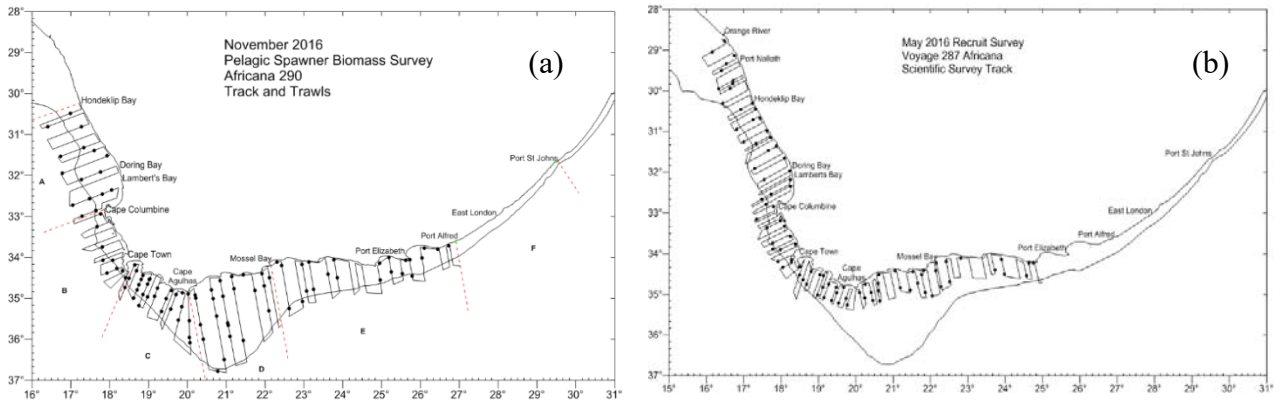 November 2016
Pelagic Spawner Biomass Survey
Africana 290
Track and Trawls
(a)
28°
29°
30°
31°
32°
33°
34°
35°
36°
37°
Hondeklip Bay
Doring Bay
Lambert's Bay
Cape Columbine
Cape Town
Cape
Agulhas
Mossel Bay
Port Elizabeth
Port Alfred
East London
Port St Johns
A
B
C
D
E
F
16° 17° 18° 19° 20° 21° 22° 23° 24° 25° 26° 27° 28° 29° 30° 31°
May 2016 Recruit Survey
Voyage 287 Africana
Scientific Survey Track
(b)
28°
29°
30°
31°
32°
33°
34°
35°
36°
37°
Orange River
Port Nolloth
Hondeklip Bay
Doring Bay
Lamberts Bay
Cape Columbine
Cape Town
Cape
Agulhas
Mossel Bay
Port Elizabeth
Port Alfred
East London
Port St Johns
15° 16° 17° 18° 19° 20° 21° 22° 23° 24° 25° 26° 27° 28° 29° 30° 31°